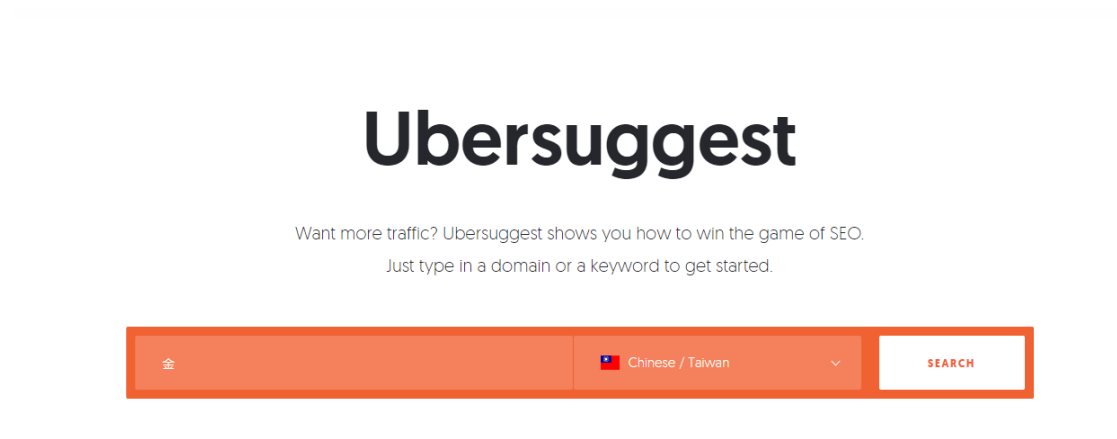 Ubersuggest
Want more traffic? Ubersuggest shows you how to win the game of SEO.
Just type in a domain or a keyword to get started.
金 Chinese / Taiwan SEARCH